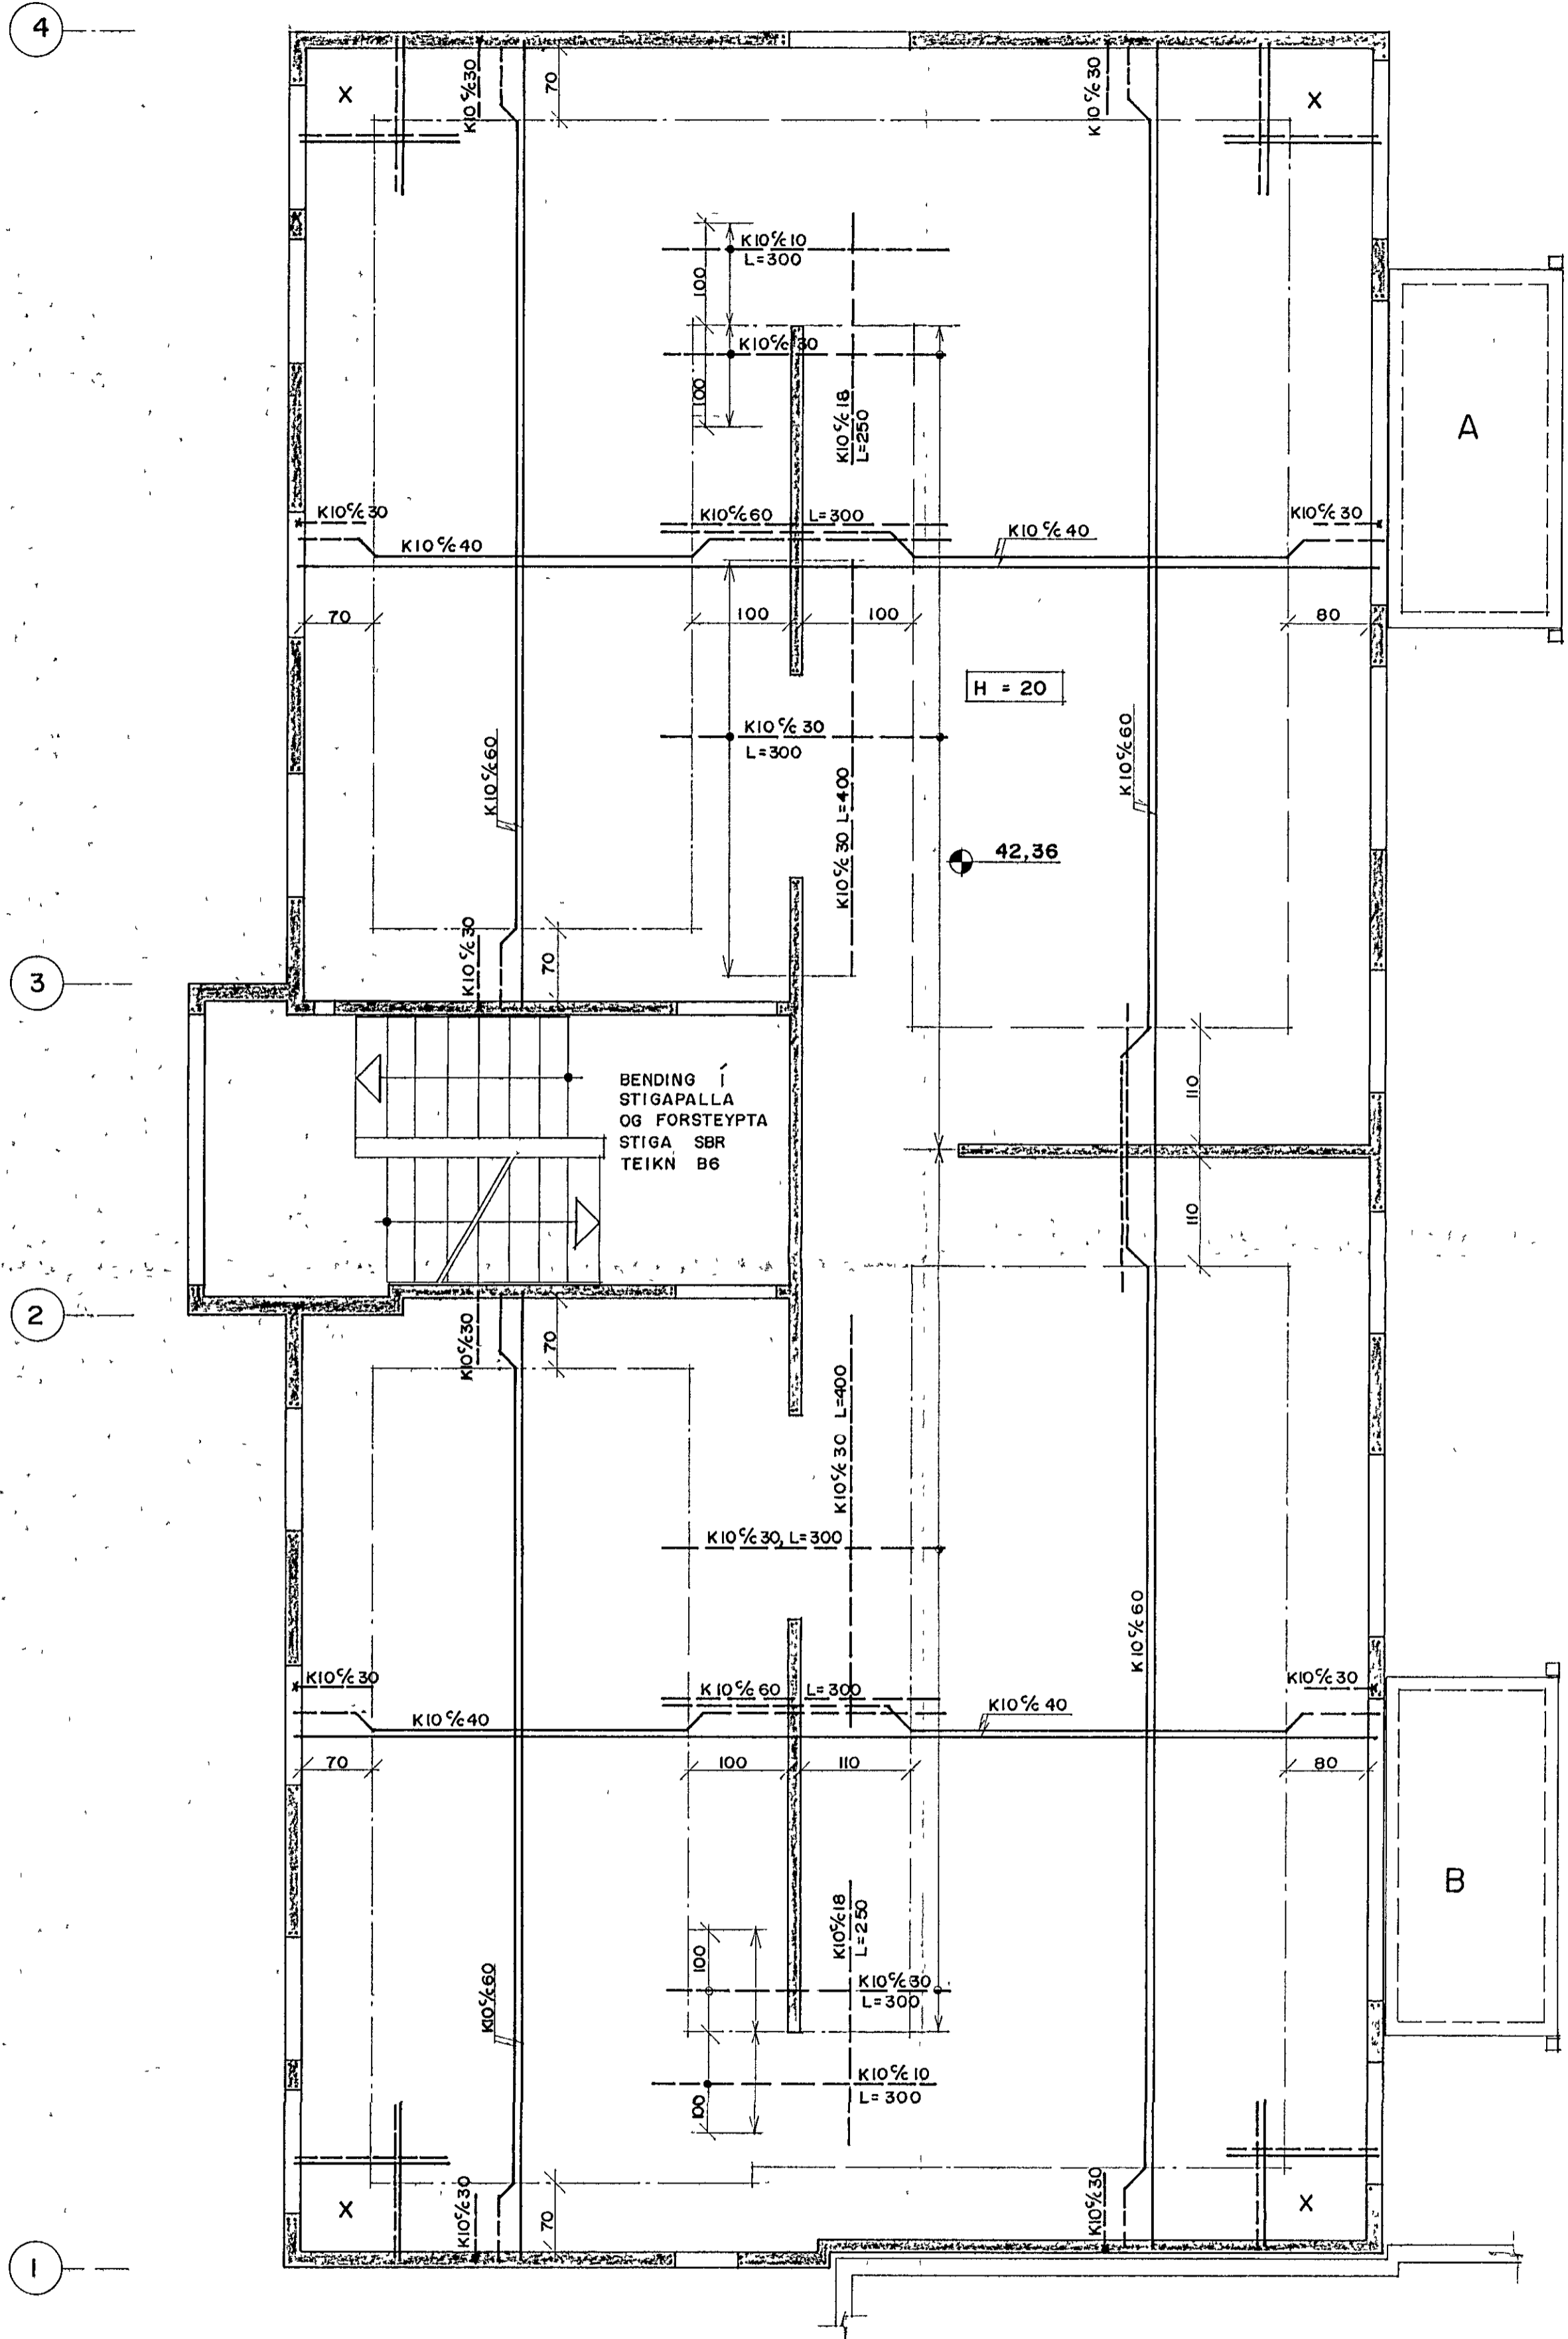 4
X
K10 c/c 30
70
K10 c/c 30
X
K10 c/c 10
L=300
100
K10 c/c 30
100
K10 c/c 18
L=250
A
K10 c/c 30
K10 c/c 60 L=300
K10 c/c 30
K10 c/c 40
K10 c/c 40
70
100
100
80
H = 20
K10 c/c 30
L=300
K10 c/c 60
K10 c/c 60
K10 c/c 30 L=400
42,36
K10 c/c 30
70
3
BENDING Í
STIGAPALLA
OG FORSTEYPTA
STIGA SBR
TEIKN B6
110
110
2
K10 c/c 30
70
K10 c/c 30 L=400
K10 c/c 30, L=300
K10 c/c 60
K10 c/c 30
K10 c/c 60 L=300
K10 c/c 30
K10 c/c 40
K10 c/c 40
70
100
110
80
B
K10 c/c 18
L=250
100
K10 c/c 60
K10 c/c 30
L=300
K10 c/c 10
L=300
100
X
K10 c/c 30
70
K10 c/c 30
X
1